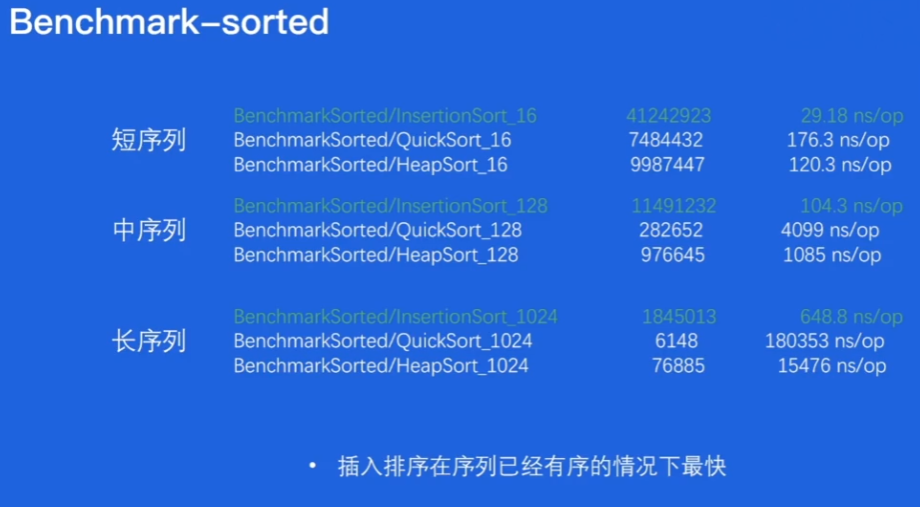 Benchmark-sorted
短序列
BenchmarkSorted/InsertionSort_16 41242923 29.18 ns/op
BenchmarkSorted/QuickSort_16 7484432 176.3 ns/op
BenchmarkSorted/HeapSort_16 9987447 120.3 ns/op
中序列
BenchmarkSorted/InsertionSort_128 11491232 104.3 ns/op
BenchmarkSorted/QuickSort_128 282652 4099 ns/op
BenchmarkSorted/HeapSort_128 976645 1085 ns/op
长序列
BenchmarkSorted/InsertionSort_1024 1845013 648.8 ns/op
BenchmarkSorted/QuickSort_1024 6148 180353 ns/op
BenchmarkSorted/HeapSort_1024 76885 15476 ns/op
• 插入排序在序列已经有序的情况下最快